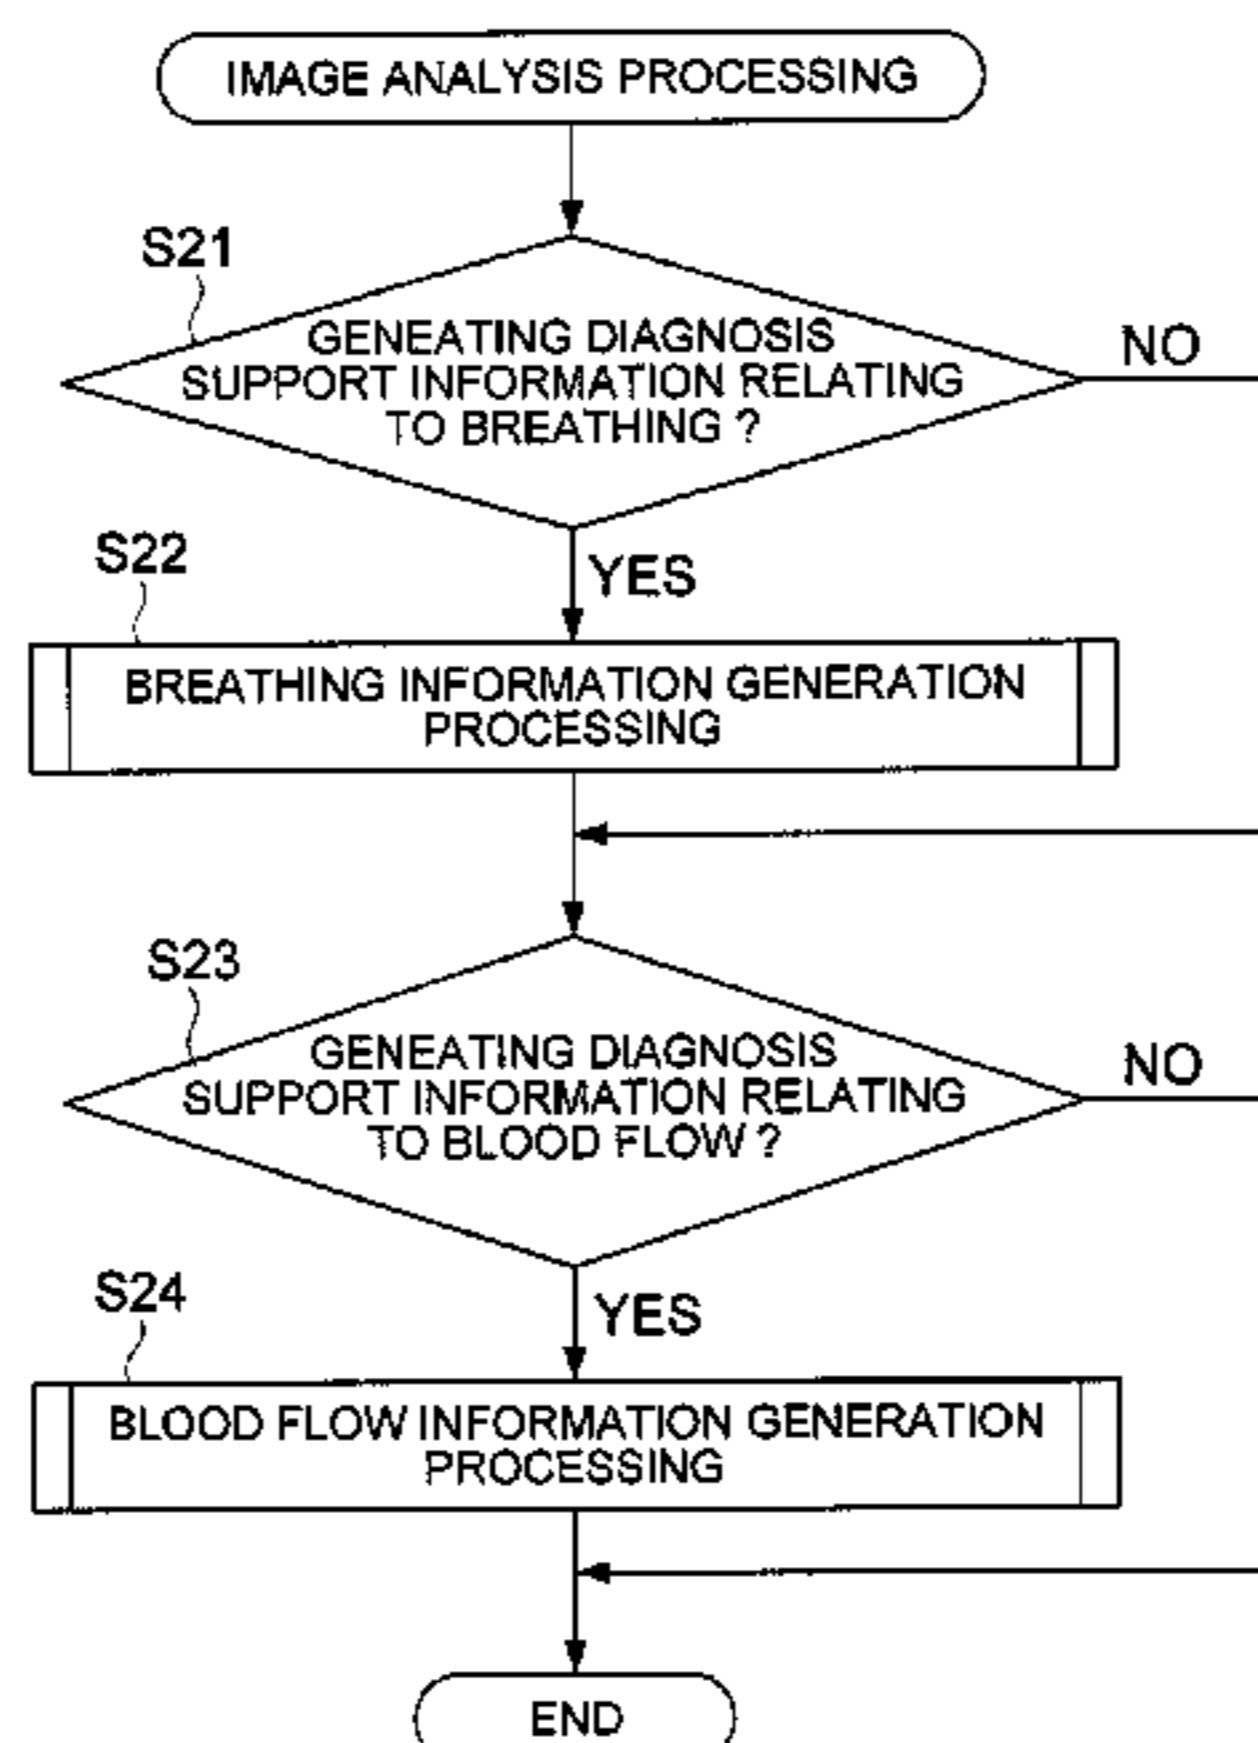 IMAGE ANALYSIS PROCESSING
S21
GENEATING DIAGNOSIS
SUPPORT INFORMATION RELATING
TO BREATHING ?
NO
YES
S22
BREATHING INFORMATION GENERATION
PROCESSING
S23
GENEATING DIAGNOSIS
SUPPORT INFORMATION RELATING
TO BLOOD FLOW ?
NO
YES
S24
BLOOD FLOW INFORMATION GENERATION
PROCESSING
END